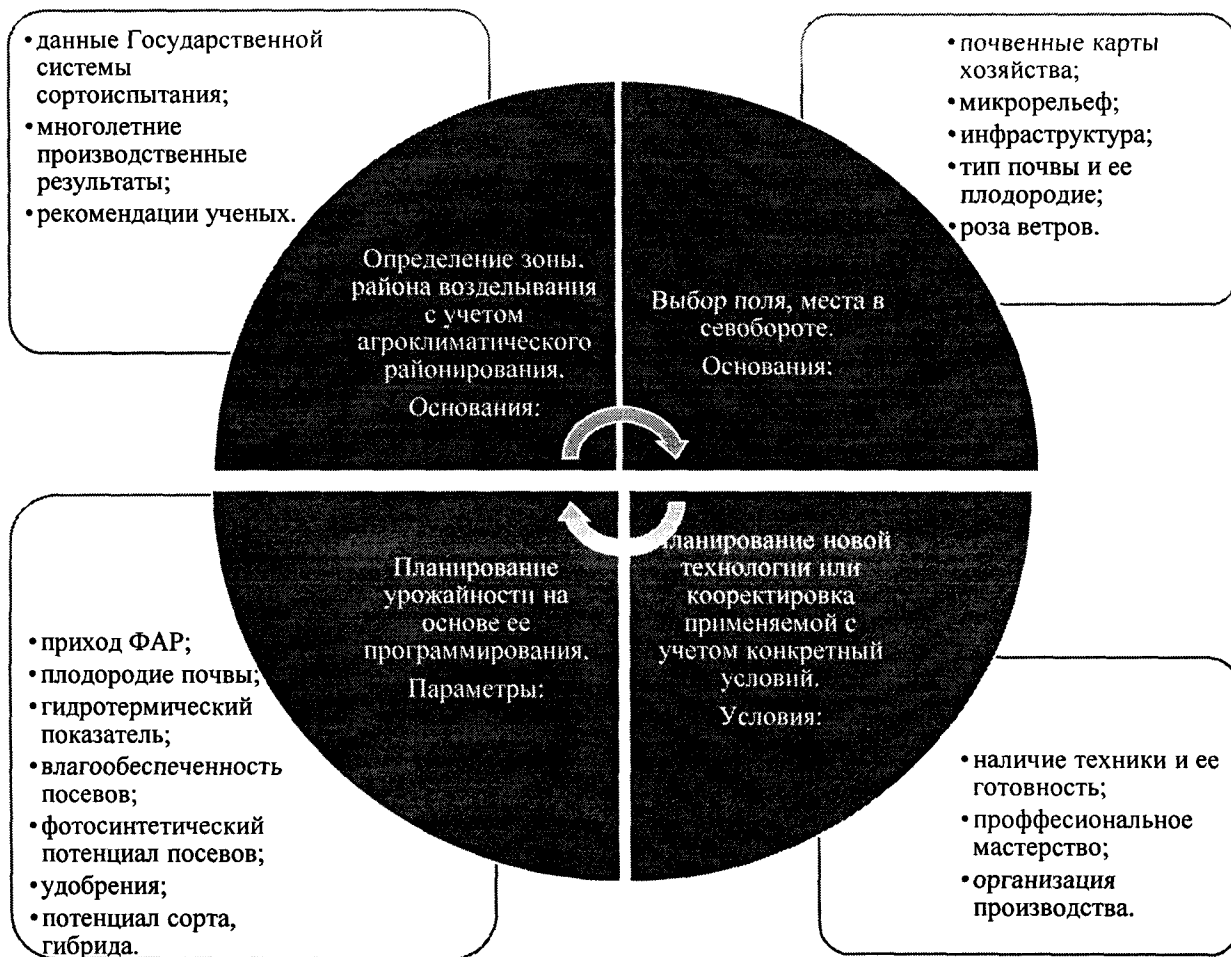 •данные Государственной
системы
сортоиспытания;
•многолетние
производственные
результаты;
•рекомендации ученых.
•почвенные карты
хозяйства;
•микрорельеф;
•инфраструктура;
•тип почвы и ее
плодородие;
•роза ветров.
Определение зоны,
района возделывания
с учетом
агроклиматического
районирования.
Основания:
Выбор поля, места в
севобороте.
Основания:
Планирование
урожайности на
основе ее
программирования.
Параметры:
ланирование новой
технологии или
кооректировка
применяемой с
учетом конкретный
условий.
Условия:
•приход ФАР;
•плодородие почвы;
•гидротермический
показатель;
•влагообеспеченность
посевов;
•фотосинтетический
потенциал посевов;
•удобрения;
•потенциал сорта,
гибрида.
•наличие техники и ее
готовность;
•проффесиональное
мастерство;
•организация
производства.